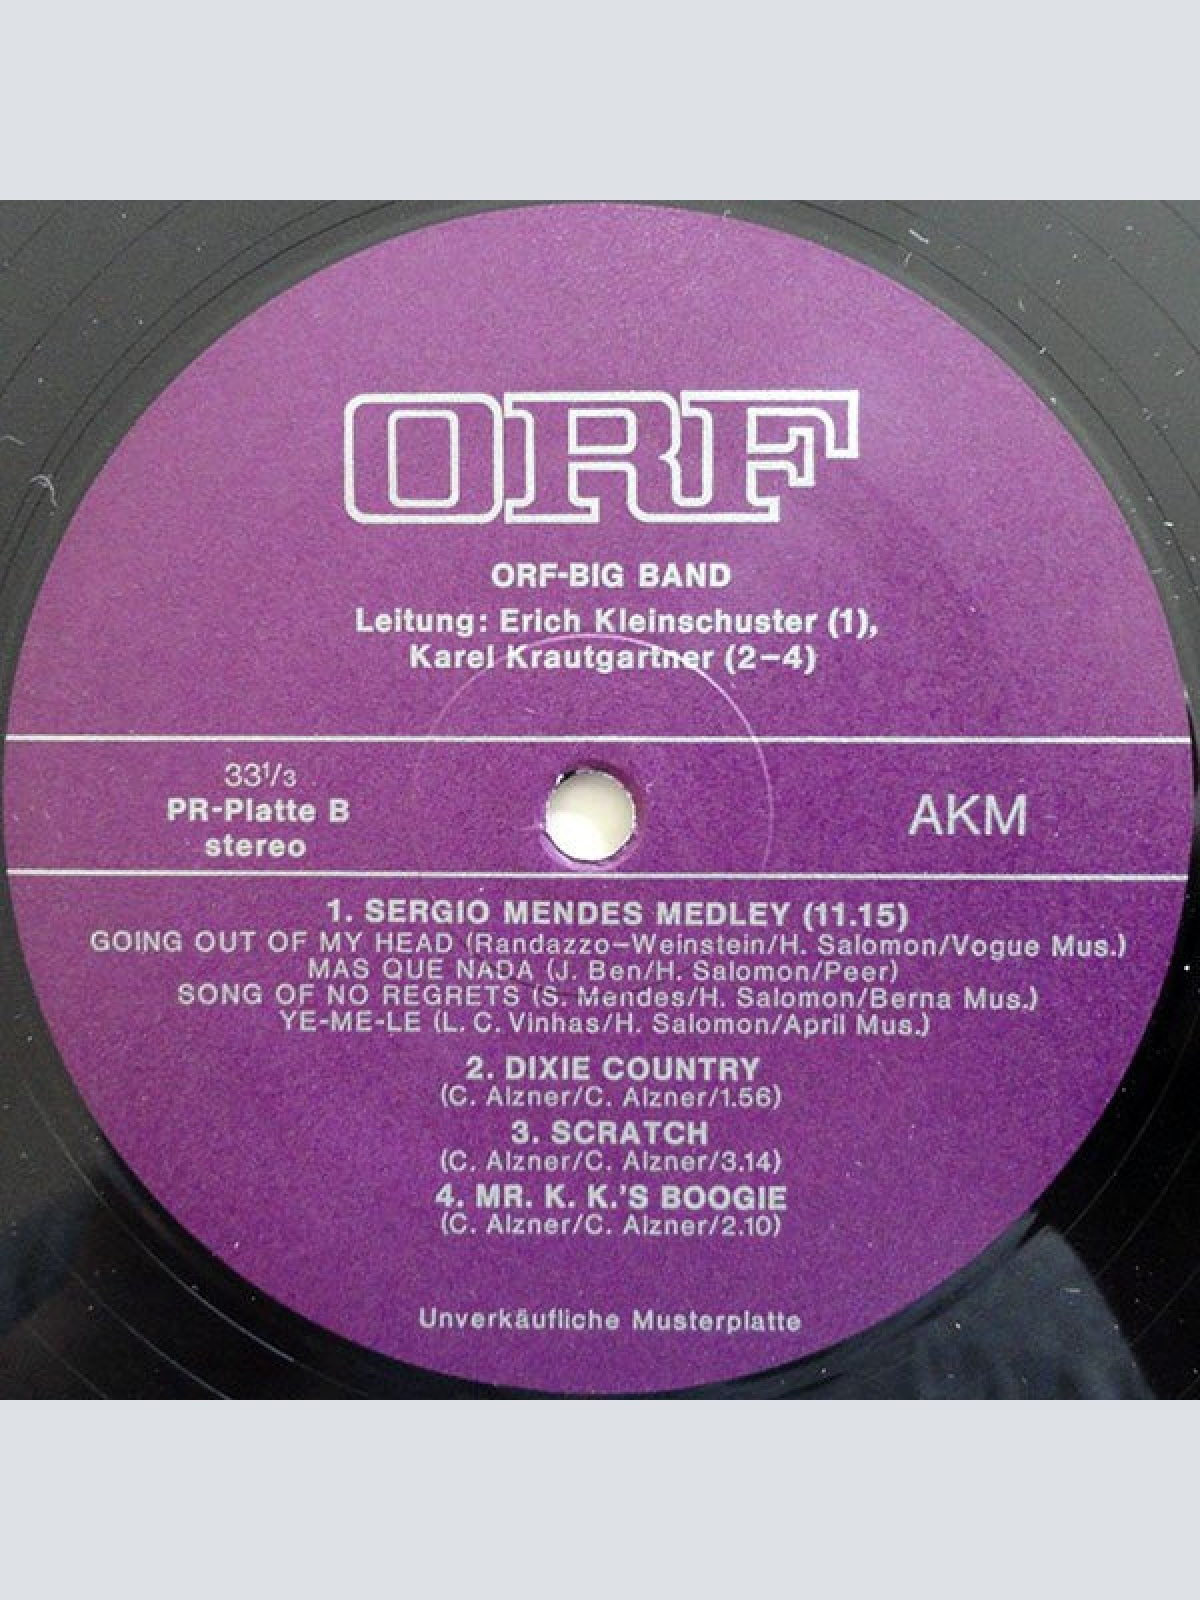 ORF
ORF-BIG BAND
Leitung: Erich Kleinschuster (1),
Karel Krautgartner (2–4)
33 1/3
PR-Platte B
stereo
AKM
1. SERGIO MENDES MEDLEY (11.15)
GOING OUT OF MY HEAD (Randazzo–Weinstein/H. Salomon/Vogue Mus.)
MAS QUE NADA (J. Ben/H. Salomon/Peer)
SONG OF NO REGRETS (S. Mendes/H. Salomon/Berna Mus.)
YE-ME-LE (L. C. Vinhas/H. Salomon/April Mus.)
2. DIXIE COUNTRY
(C. Alzner/C. Alzner/1.56)
3. SCRATCH
(C. Alzner/C. Alzner/3.14)
4. MR. K. K.'S BOOGIE
(C. Alzner/C. Alzner/2.10)
Unverkäufliche Musterplatte